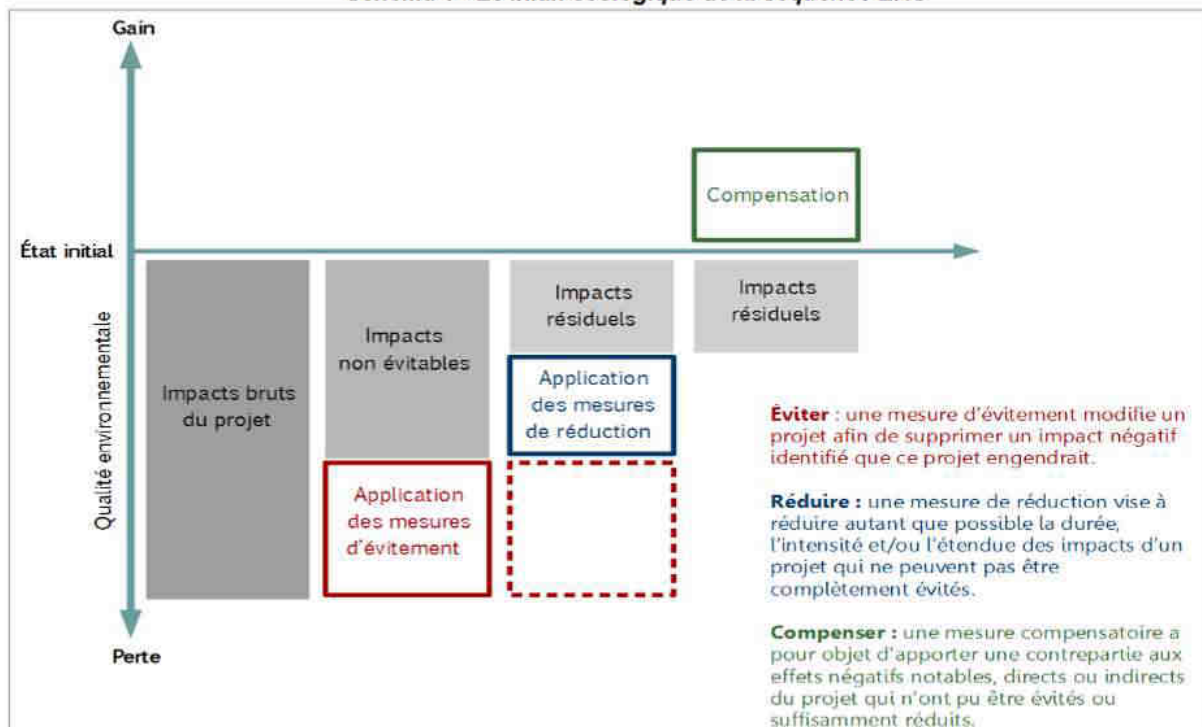 Gain
Compensation
État initial
Impacts bruts
du projet
Impacts
non évitables
Impacts
résiduels
Impacts
résiduels
Qualité environnementale
Application
des mesures
d'évitement
Application
des mesures
de réduction
Perte
Éviter : une mesure d'évitement modifie un
projet afin de supprimer un impact négatif
identifié que ce projet engendrait.
Réduire : une mesure de réduction vise à
réduire autant que possible la durée,
l'intensité et/ou l'étendue des impacts d'un
projet qui ne peuvent pas être
complètement évités.
Compenser : une mesure compensatoire a
pour objet d'apporter une contrepartie aux
effets négatifs notables, directs ou indirects
du projet qui n'ont pu être évités ou
suffisamment réduits.